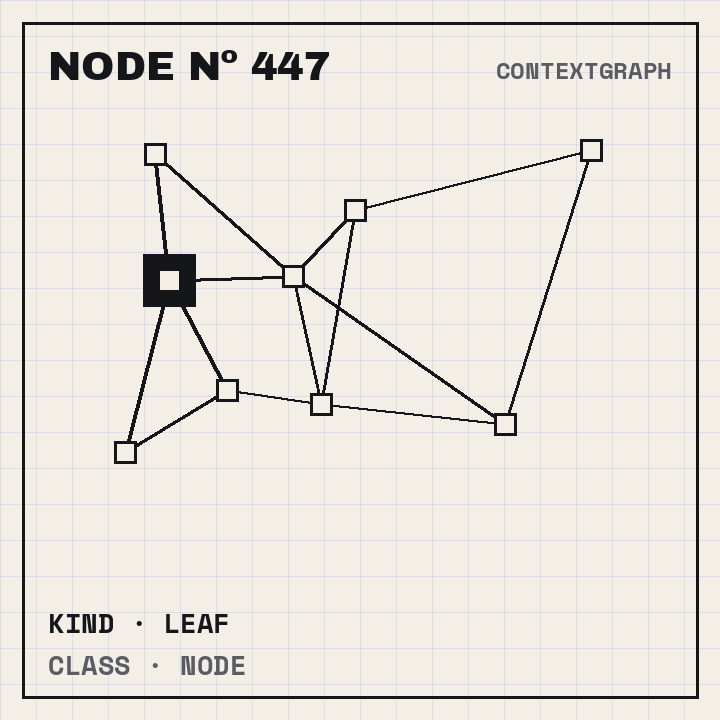 NODE Nº 447
CONTEXTGRAPH
KIND · LEAF
CLASS · NODE